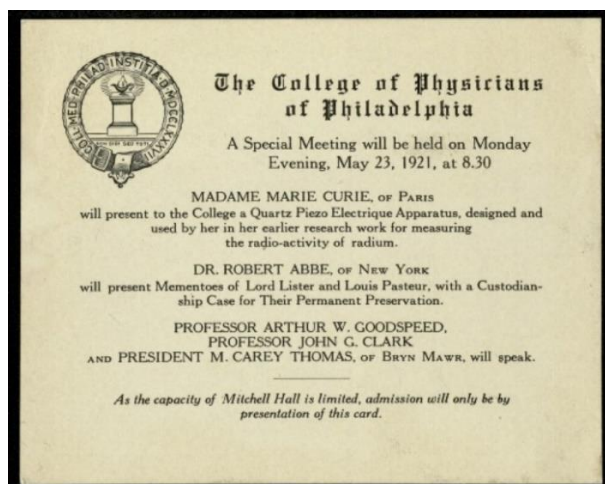 COLL·MED·PHILAD·INSTIT·A·D·MDCCLXXXVII
The College of Physicians
of Philadelphia
A Special Meeting will be held on Monday
Evening, May 23, 1921, at 8.30
MADAME MARIE CURIE, OF PARIS
will present to the College a Quartz Piezo Electrique Apparatus, designed and
used by her in her earlier research work for measuring
the radio-activity of radium.
DR. ROBERT ABBE, OF NEW YORK
will present Mementoes of Lord Lister and Louis Pasteur, with a Custodian-
ship Case for Their Permanent Preservation.
PROFESSOR ARTHUR W. GOODSPEED,
PROFESSOR JOHN G. CLARK
AND PRESIDENT M. CAREY THOMAS, OF BRYN MAWR, will speak.
As the capacity of Mitchell Hall is limited, admission will only be by
presentation of this card.